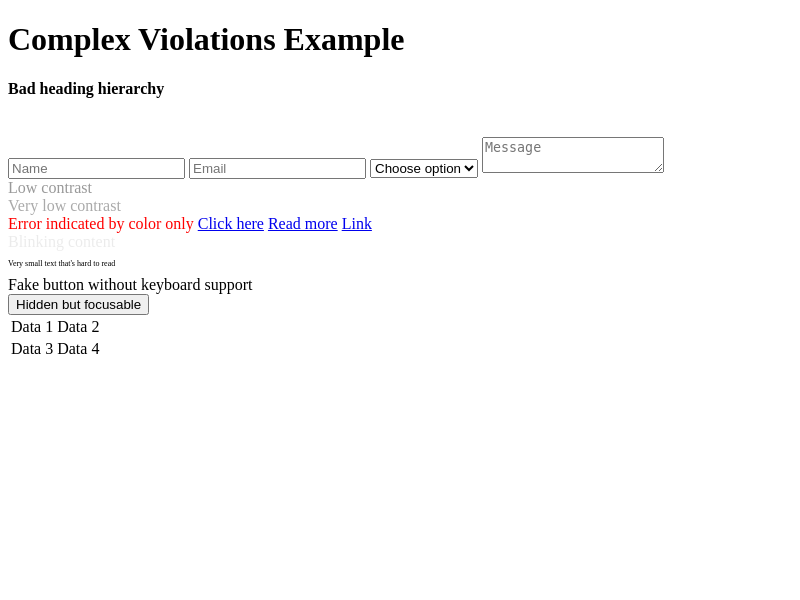 Complex Violations Example
Bad heading hierarchy
Name Email Choose option Message
Low contrast
Very low contrast
Error indicated by color only Click here Read more Link
Blinking content
Very small text that's hard to read
Fake button without keyboard support
Hidden but focusable
Data 1 Data 2
Data 3 Data 4